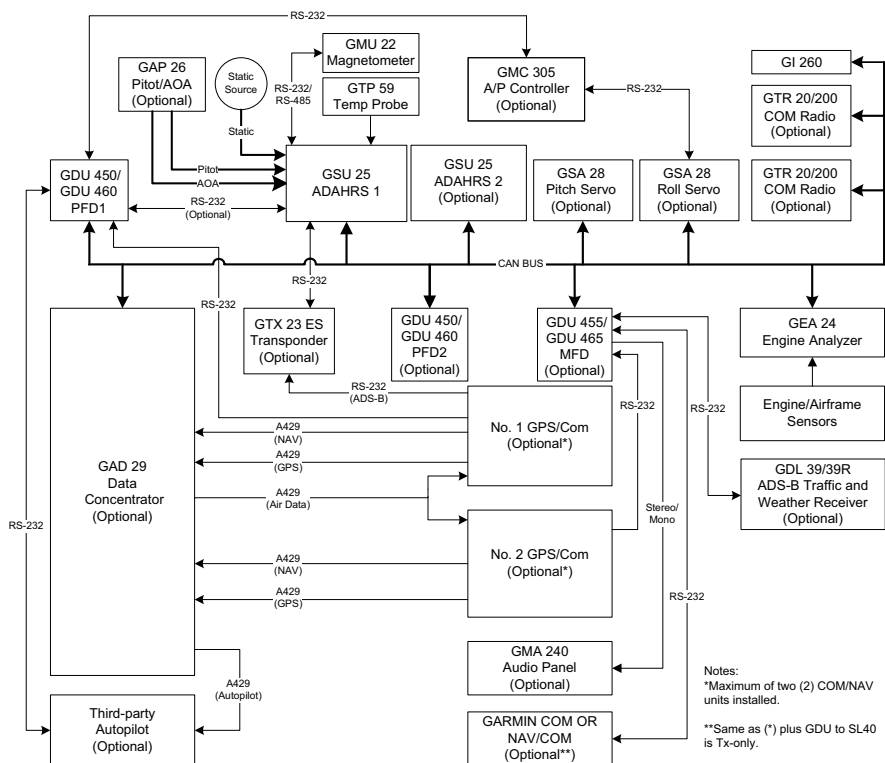 RS-232
GAP 26
Pitot/AOA
(Optional)
Static
Source
GMU 22
Magnetometer
RS-232/
RS-485
GTP 59
Temp Probe
GMC 305
A/P Controller
(Optional)
RS-232
GI 260
GTR 20/200
COM Radio
(Optional)
Static
Pitot
AOA
GDU 450/
GDU 460
PFD1
RS-232
(Optional)
GSU 25
ADAHRS 1
GSU 25
ADAHRS 2
(Optional)
GSA 28
Pitch Servo
(Optional)
GSA 28
Roll Servo
(Optional)
GTR 20/200
COM Radio
(Optional)
CAN BUS
RS-232
RS-232
GTX 23 ES
Transponder
(Optional)
GDU 450/
GDU 460
PFD2
(Optional)
GDU 455/
GDU 465
MFD
(Optional)
GEA 24
Engine Analyzer
RS-232
(ADS-B)
RS-232
RS-232
Engine/Airframe
Sensors
No. 1 GPS/Com
(Optional*)
A429
(NAV)
A429
(GPS)
A429
(Air Data)
GAD 29
Data
Concentrator
(Optional)
GDL 39/39R
ADS-B Traffic and
Weather Receiver
(Optional)
RS-232
Stereo/
Mono
No. 2 GPS/Com
(Optional*)
A429
(NAV)
A429
(GPS)
RS-232
GMA 240
Audio Panel
(Optional)
A429
(Autopilot)
Third-party
Autopilot
(Optional)
GARMIN COM OR
NAV/COM
(Optional**)
Notes:
*Maximum of two (2) COM/NAV
units installed.
**Same as (*) plus GDU to SL40
is Tx-only.